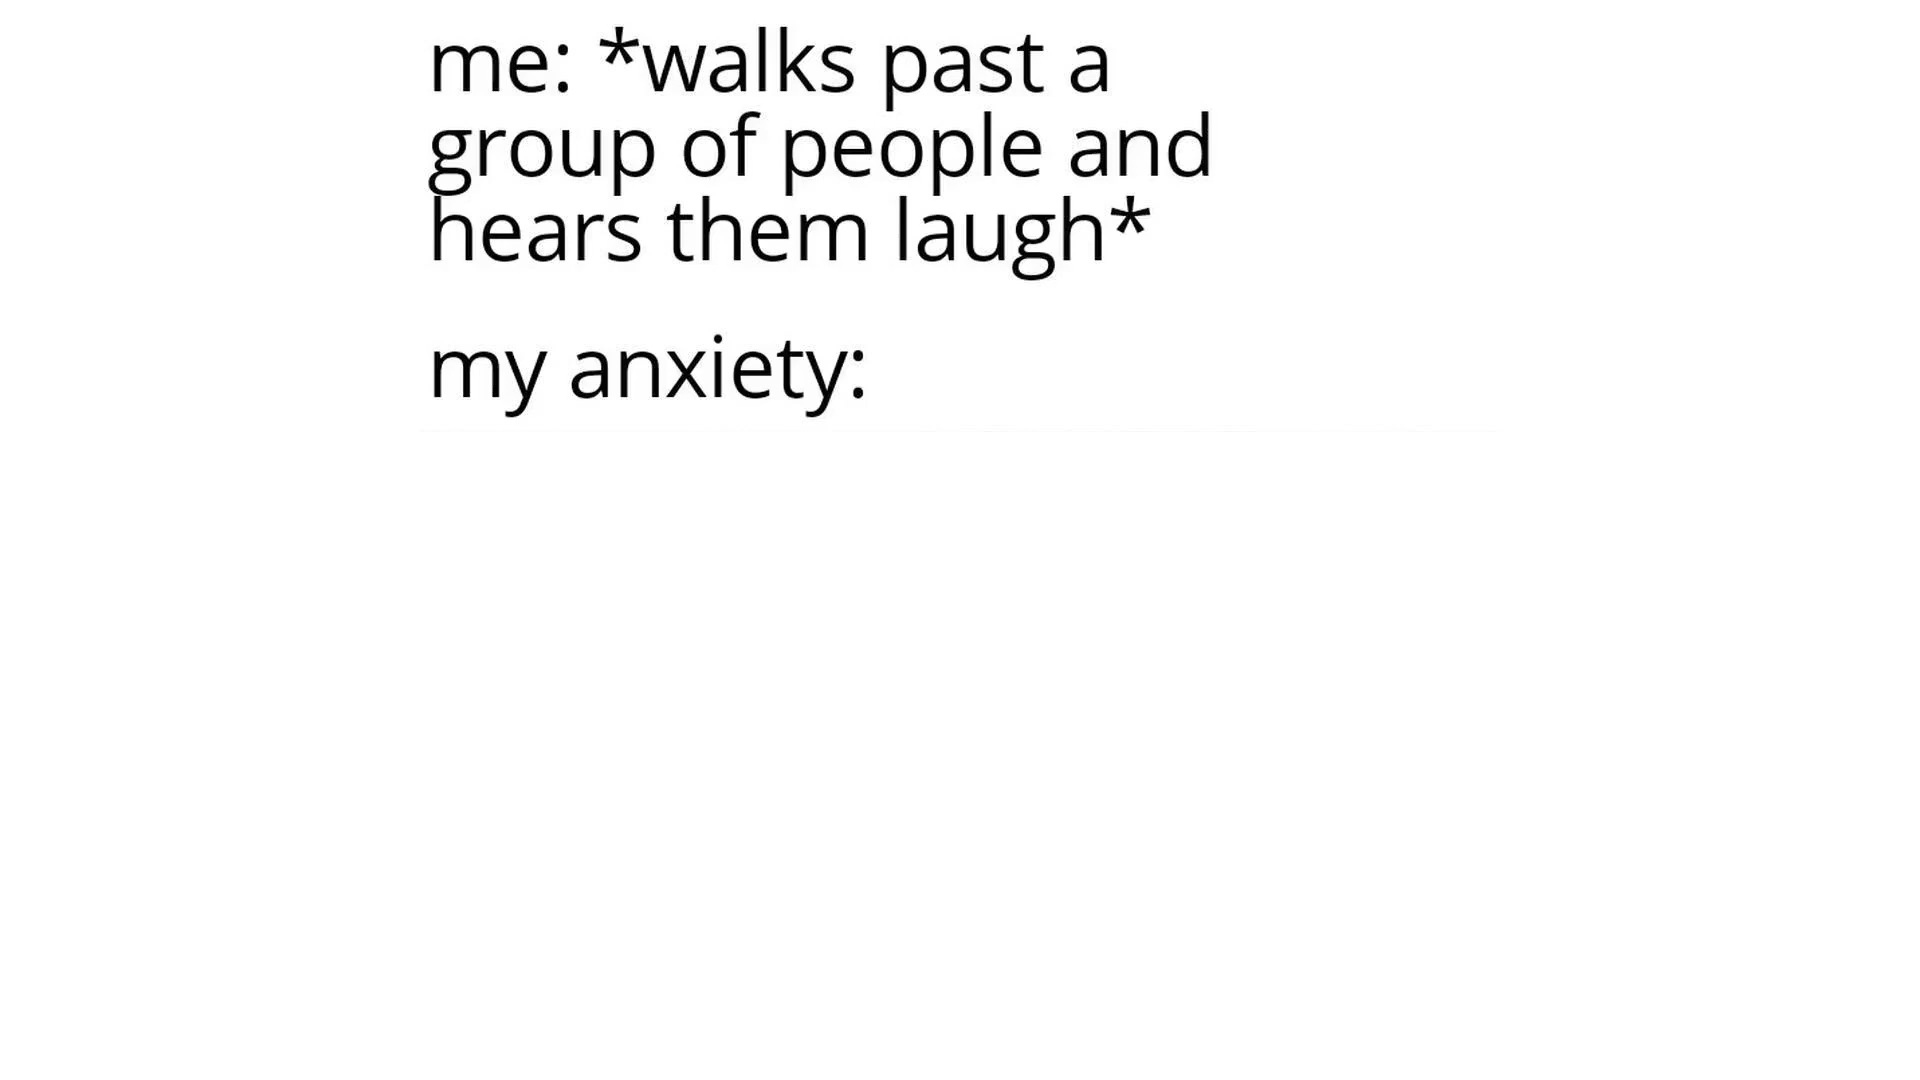 me: *walks past a
group of people and
hears them laugh*
my anxiety: